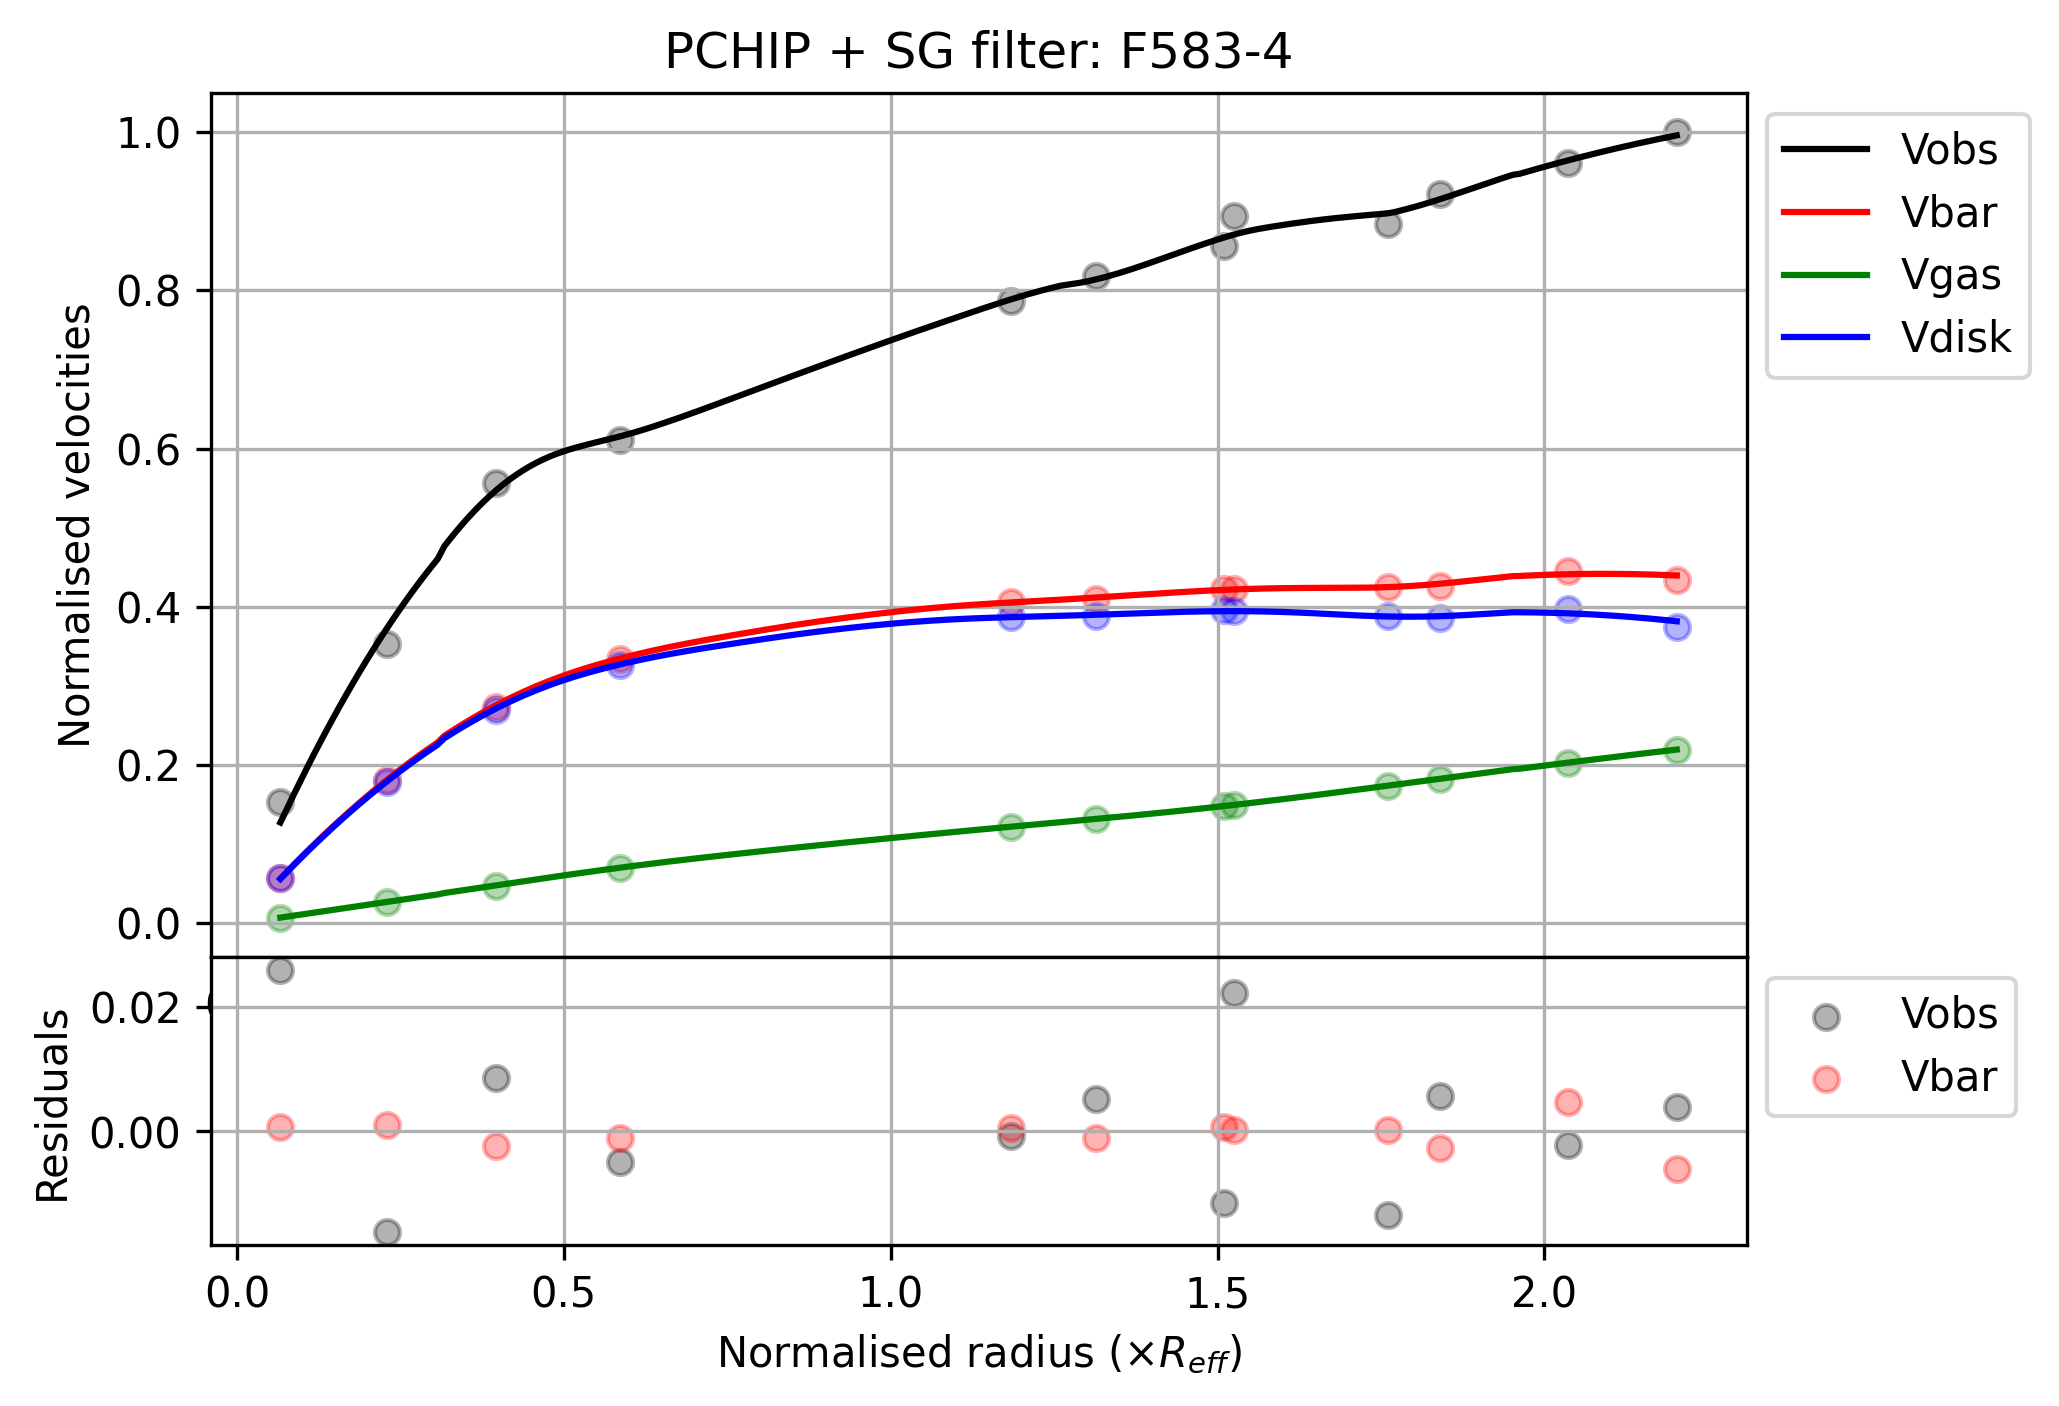 PCHIP + SG filter: F583-4
Normalised velocities
1.0
0.8
0.6
0.4
0.2
0.0
Vobs
Vbar
Vgas
Vdisk
Residuals
0.02
0.00
Vobs
Vbar
0.0 0.5 1.0 1.5 2.0
Normalised radius (×R_eff)